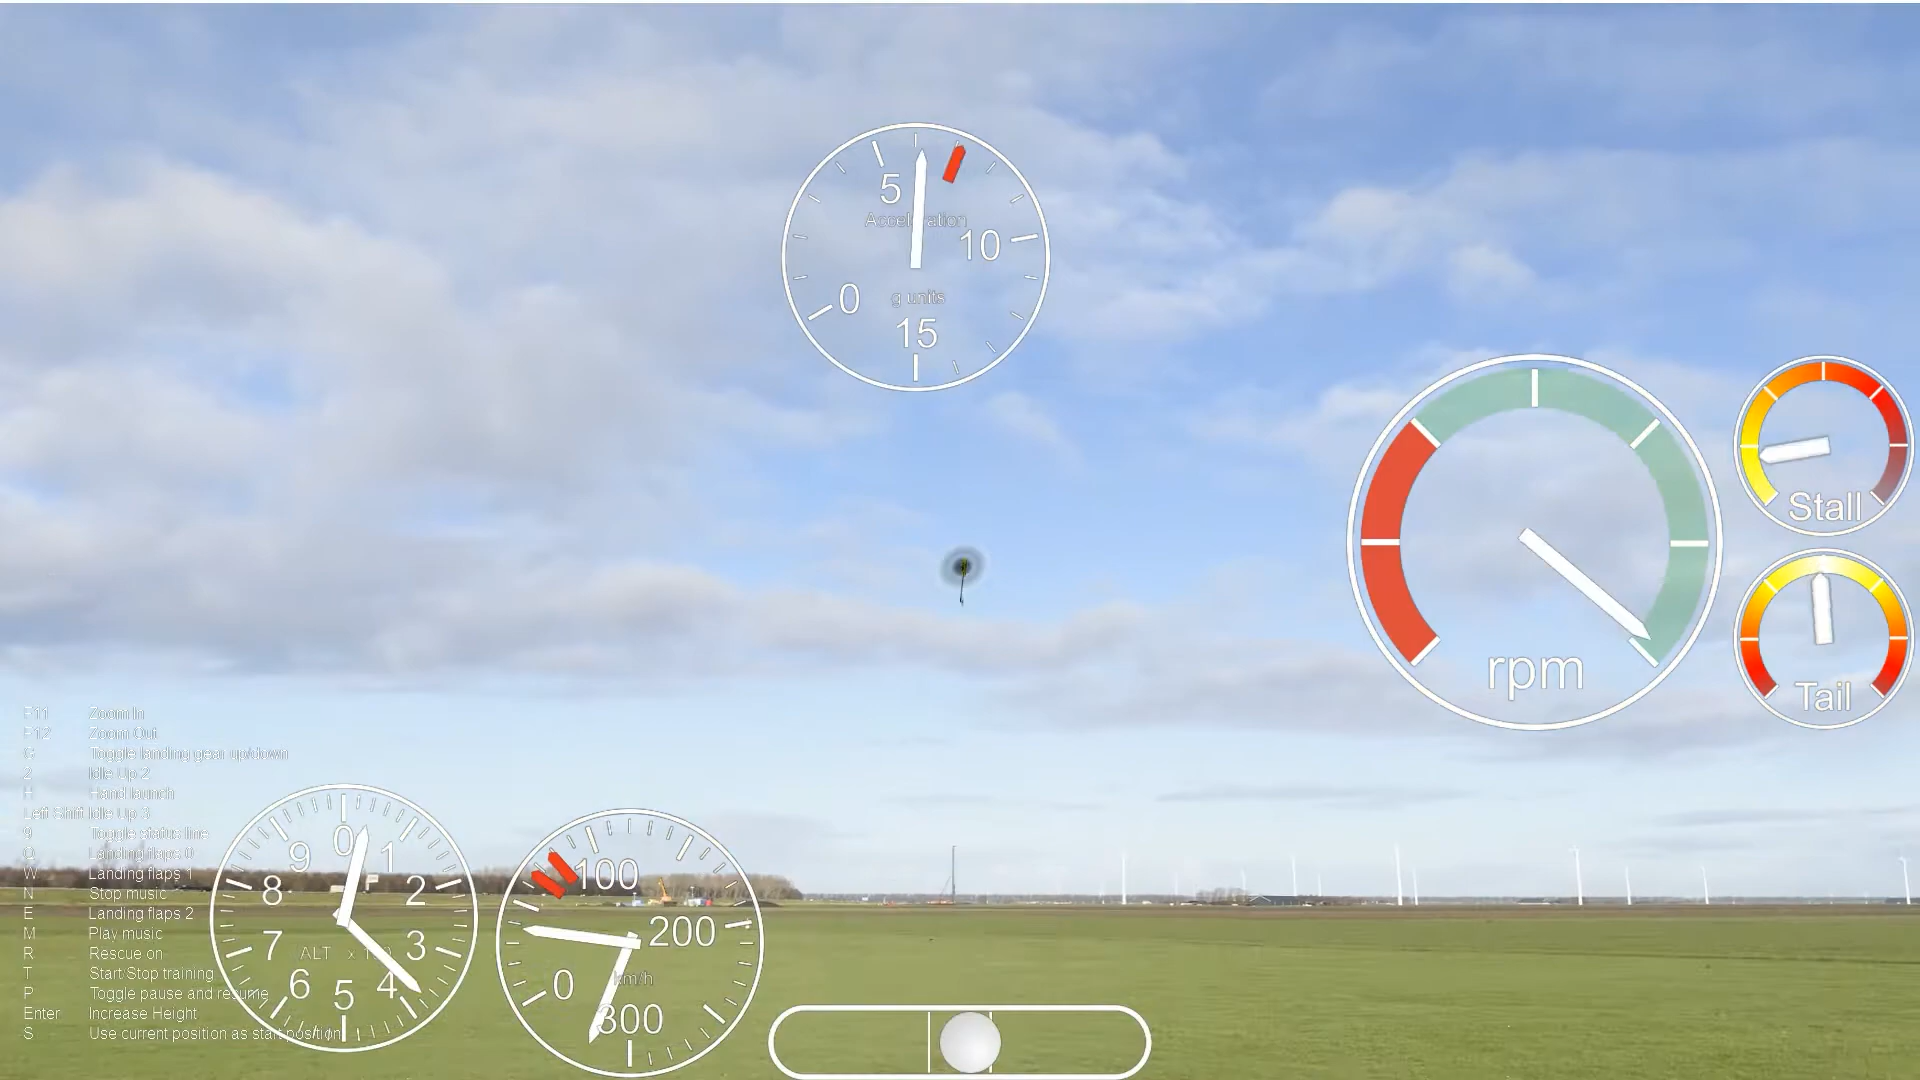 5
Acceleration
10
0
g units
15
rpm
Stall
Tail
F11 Zoom In
F12 Zoom Out
G Toggle landing gear up/down
2 Idle Up 2
H Hand launch
Left Shift Idle Up 3
9 Toggle status line
Q Landing flaps 0
W Landing flaps 1
N Stop music
E Landing flaps 2
M Play music
R Rescue on
T Start Stop training
P Toggle pause and resume
Enter Increase Height
S Use current position as start position
0
1
2
3
4
5
6
7
8
9
ALT x
100
200
0
km/h
300